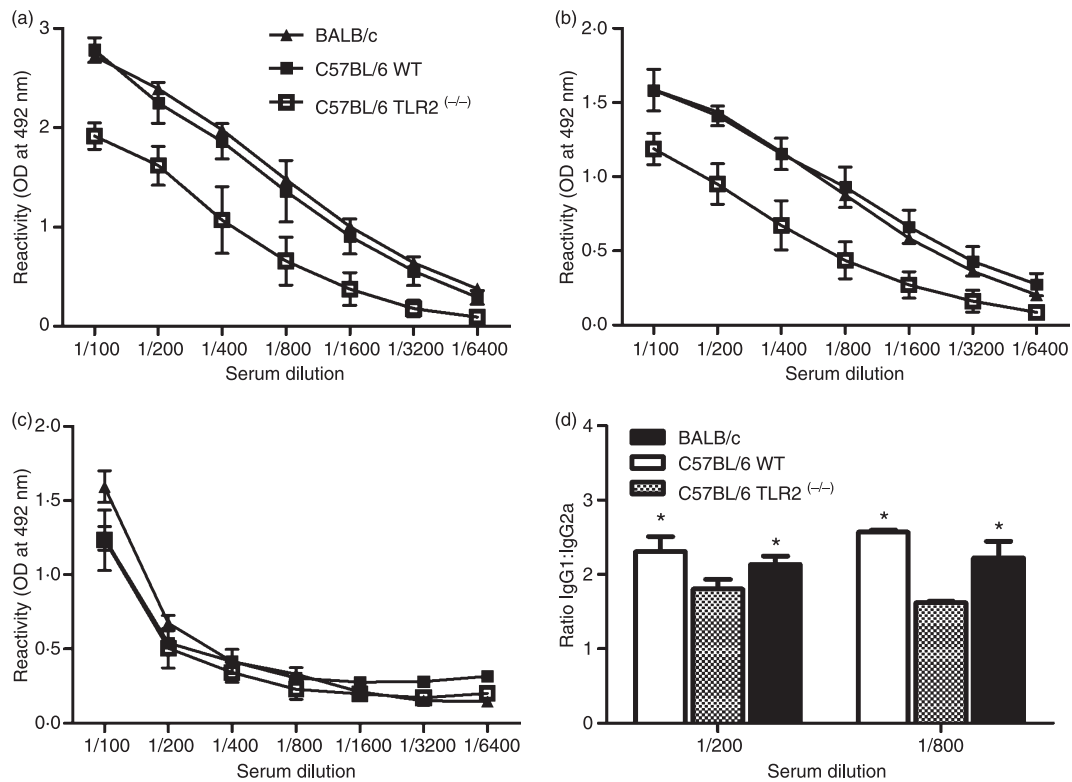 (a)
Reactivity (OD at 492 nm)
3
2
1
0
BALB/c
C57BL/6 WT
C57BL/6 TLR2 (–/–)
1/100 1/200 1/400 1/800 1/1600 1/3200 1/6400
Serum dilution
(b)
Reactivity (OD at 492 nm)
2·0
1·5
1·0
0·5
0·0
1/100 1/200 1/400 1/800 1/1600 1/3200 1/6400
Serum dilution
(c)
Reactivity (OD at 492 nm)
2·0
1·5
1·0
0·5
0·0
1/100 1/200 1/400 1/800 1/1600 1/3200 1/6400
Serum dilution
(d)
Ratio IgG1:IgG2a
4
3
2
1
0
BALB/c
C57BL/6 WT
C57BL/6 TLR2 (–/–)
* * * *
1/200 1/800
Serum dilution